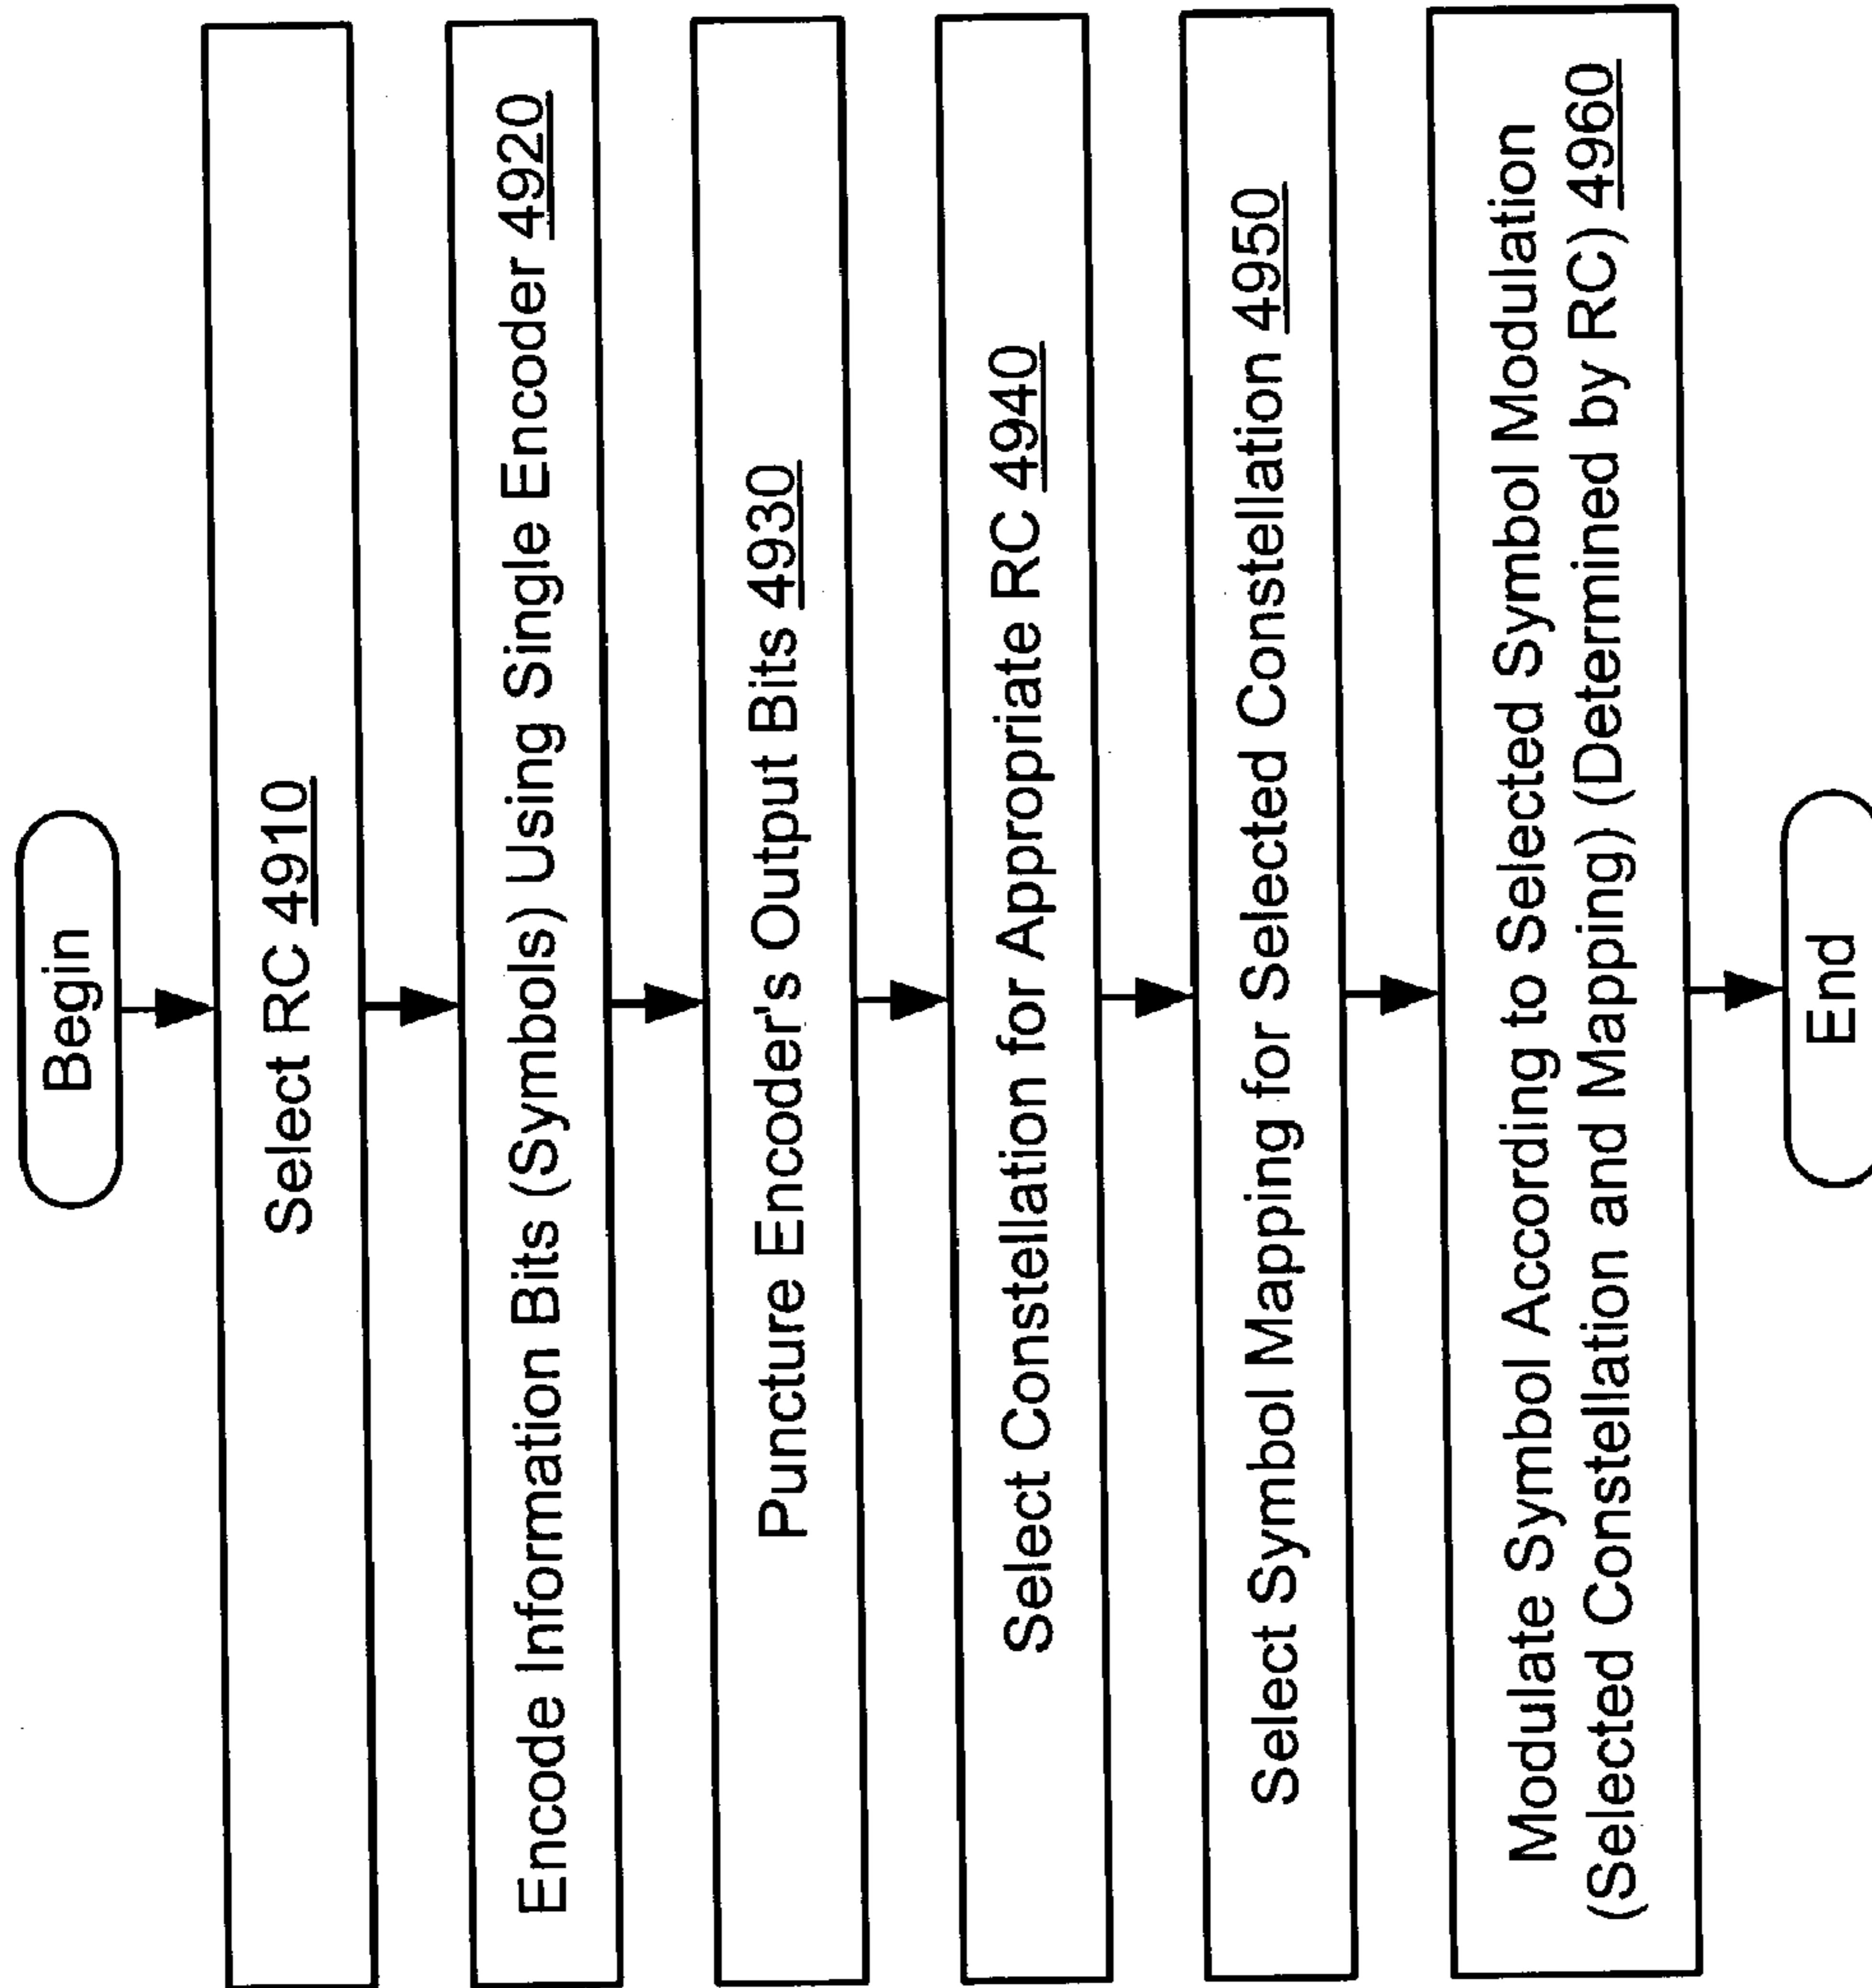 Begin
Select RC 4910
Encode Information Bits (Symbols) Using Single Encoder 4920
Puncture Encoder's Output Bits 4930
Select Constellation for Appropriate RC 4940
Select Symbol Mapping for Selected Constellation 4950
Modulate Symbol According to Selected Symbol Modulation
(Selected Constellation and Mapping) (Determined by RC) 4960
End